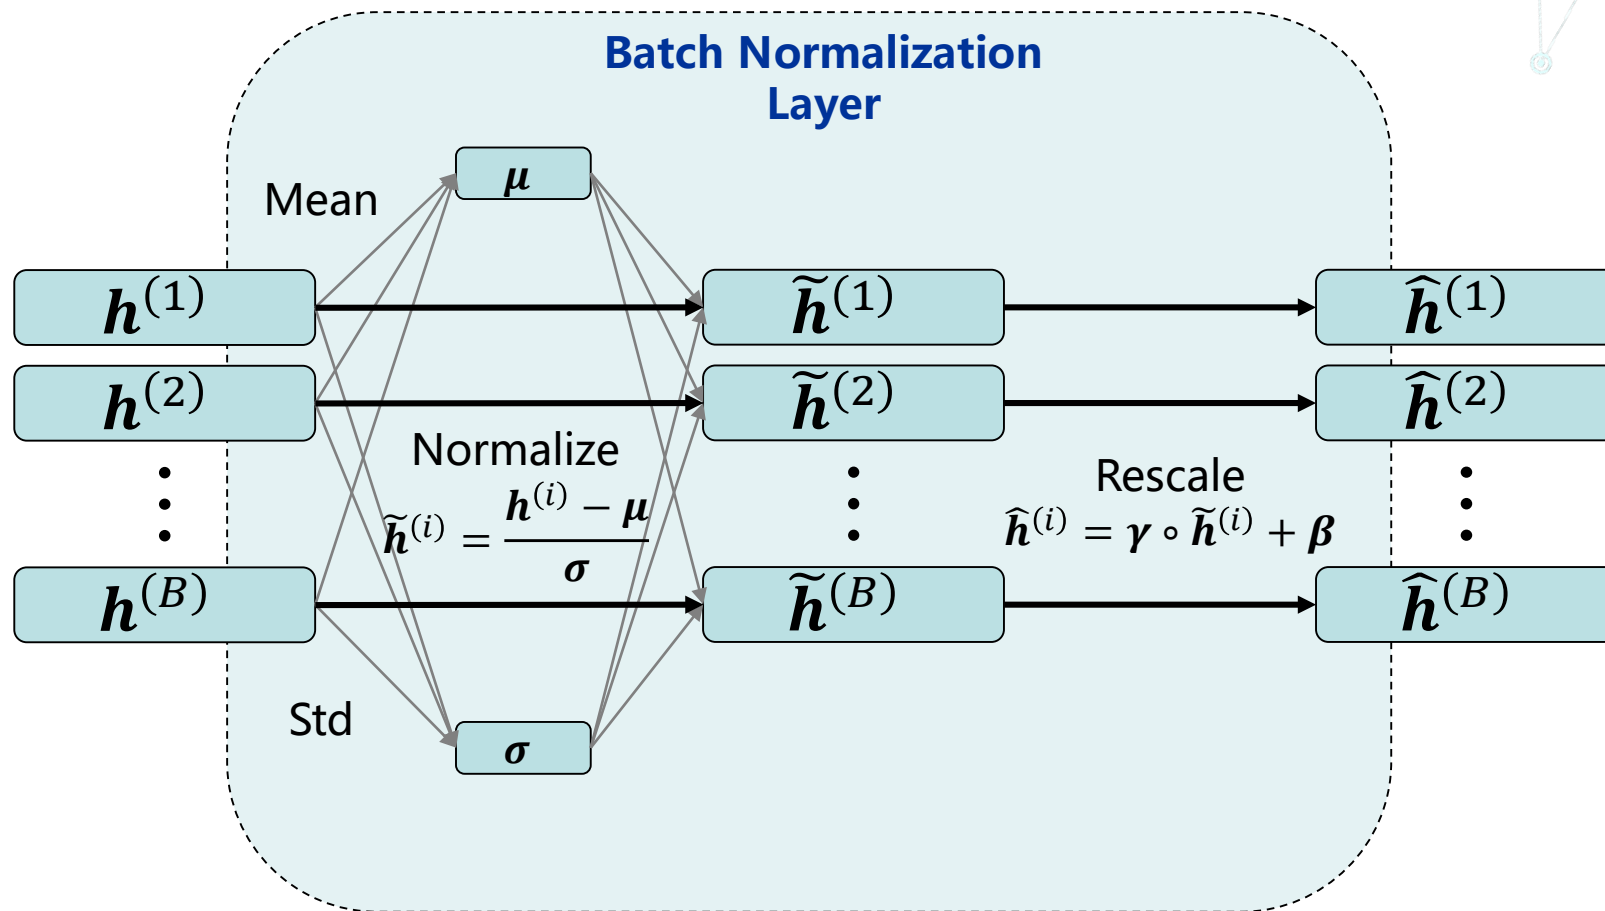 Batch Normalization
Layer
Mean
μ
h^(1)
h̃^(1)
ĥ^(1)
h^(2)
h̃^(2)
ĥ^(2)
Normalize
h̃^(i) = (h^(i) − μ) / σ
Rescale
ĥ^(i) = γ ∘ h̃^(i) + β
h^(B)
h̃^(B)
ĥ^(B)
Std
σ